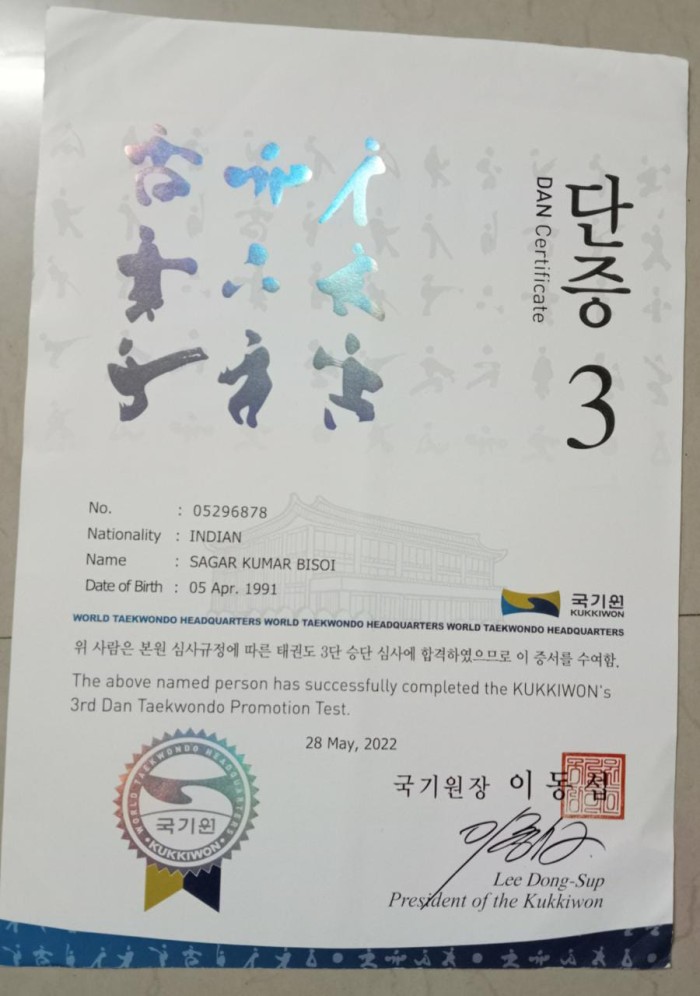 단증
DAN Certificate
3
No. : 05296878
Nationality : INDIAN
Name : SAGAR KUMAR BISOI
Date of Birth : 05 Apr. 1991
국기원
KUKKIWON
WORLD TAEKWONDO HEADQUARTERS WORLD TAEKWONDO HEADQUARTERS WORLD TAEKWONDO HEADQUARTERS
위 사람은 본원 심사규정에 따른 태권도 3단 승단 심사에 합격하였으므로 이 증서를 수여함.
The above named person has successfully completed the KUKKIWON's
3rd Dan Taekwondo Promotion Test.
28 May, 2022
WORLD TAEKWONDO HEADQUARTERS
국기원
KUKKIWON
국기원장 이동섭
Lee Dong-Sup
President of the Kukkiwon